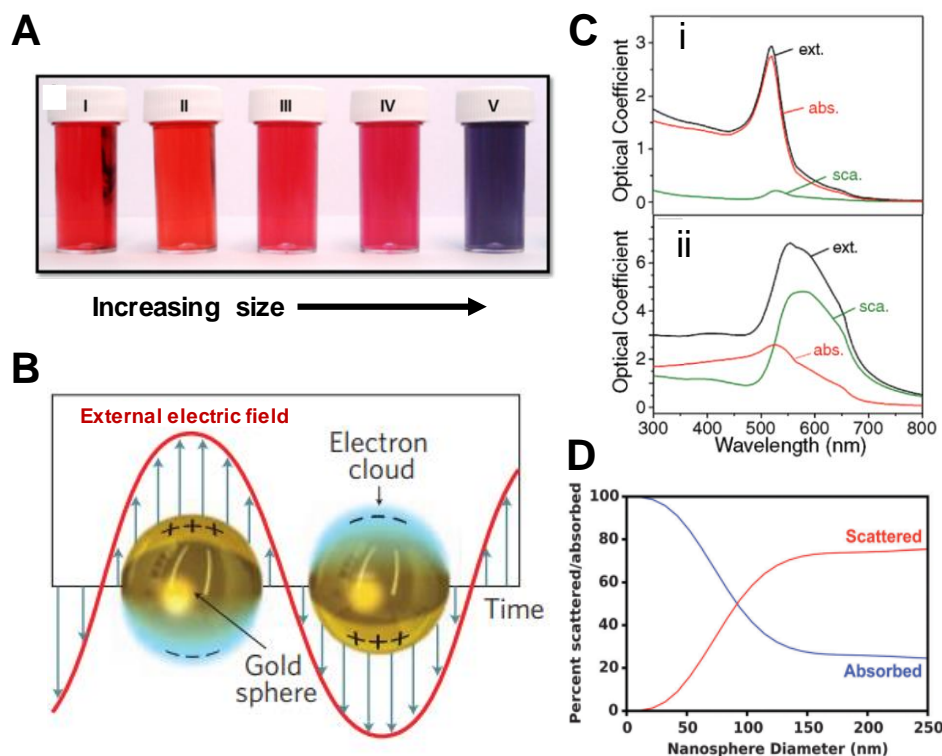 A
I II III IV V
Increasing size
B
External electric field
Electron
cloud
− − −
+ + +
+ + +
− − −
Time
Gold
sphere
C
i
Optical Coefficient
3
2
1
0
ext.
abs.
sca.
ii
Optical Coefficient
6
4
2
0
ext.
sca.
abs.
300 400 500 600 700 800
Wavelength (nm)
D
Percent scattered/absorbed
100
80
60
40
20
0
Scattered
Absorbed
0 50 100 150 200 250
Nanosphere Diameter (nm)